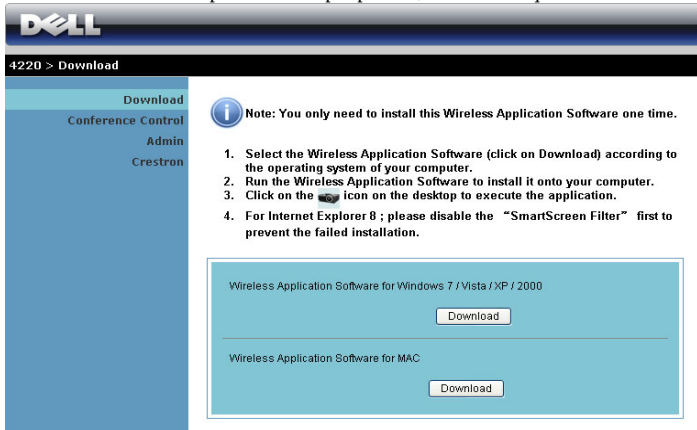 DELL
4220 > Download
Download
Conference Control
Admin
Crestron
Note: You only need to install this Wireless Application Software one time.
1. Select the Wireless Application Software (click on Download) according to
the operating system of your computer.
2. Run the Wireless Application Software to install it onto your computer.
3. Click on the icon on the desktop to execute the application.
4. For Internet Explorer 8 ; please disable the “SmartScreen Filter” first to
prevent the failed installation.
Wireless Application Software for Windows 7 / Vista / XP / 2000
Download
Wireless Application Software for MAC
Download